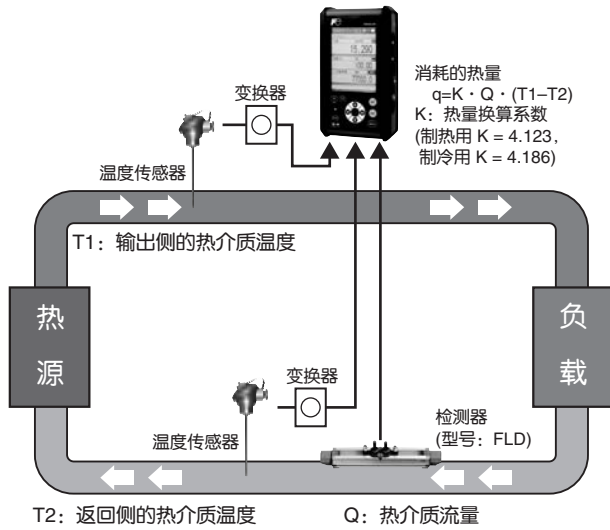 变换器
消耗的热量
q=K・Q・(T1–T2)
K：热量换算系数
(制热用 K = 4.123，
制冷用 K = 4.186)
温度传感器
T1：输出侧的热介质温度
热
源
负
载
变换器
温度传感器
检测器
(型号：FLD)
T2：返回侧的热介质温度
Q：热介质流量